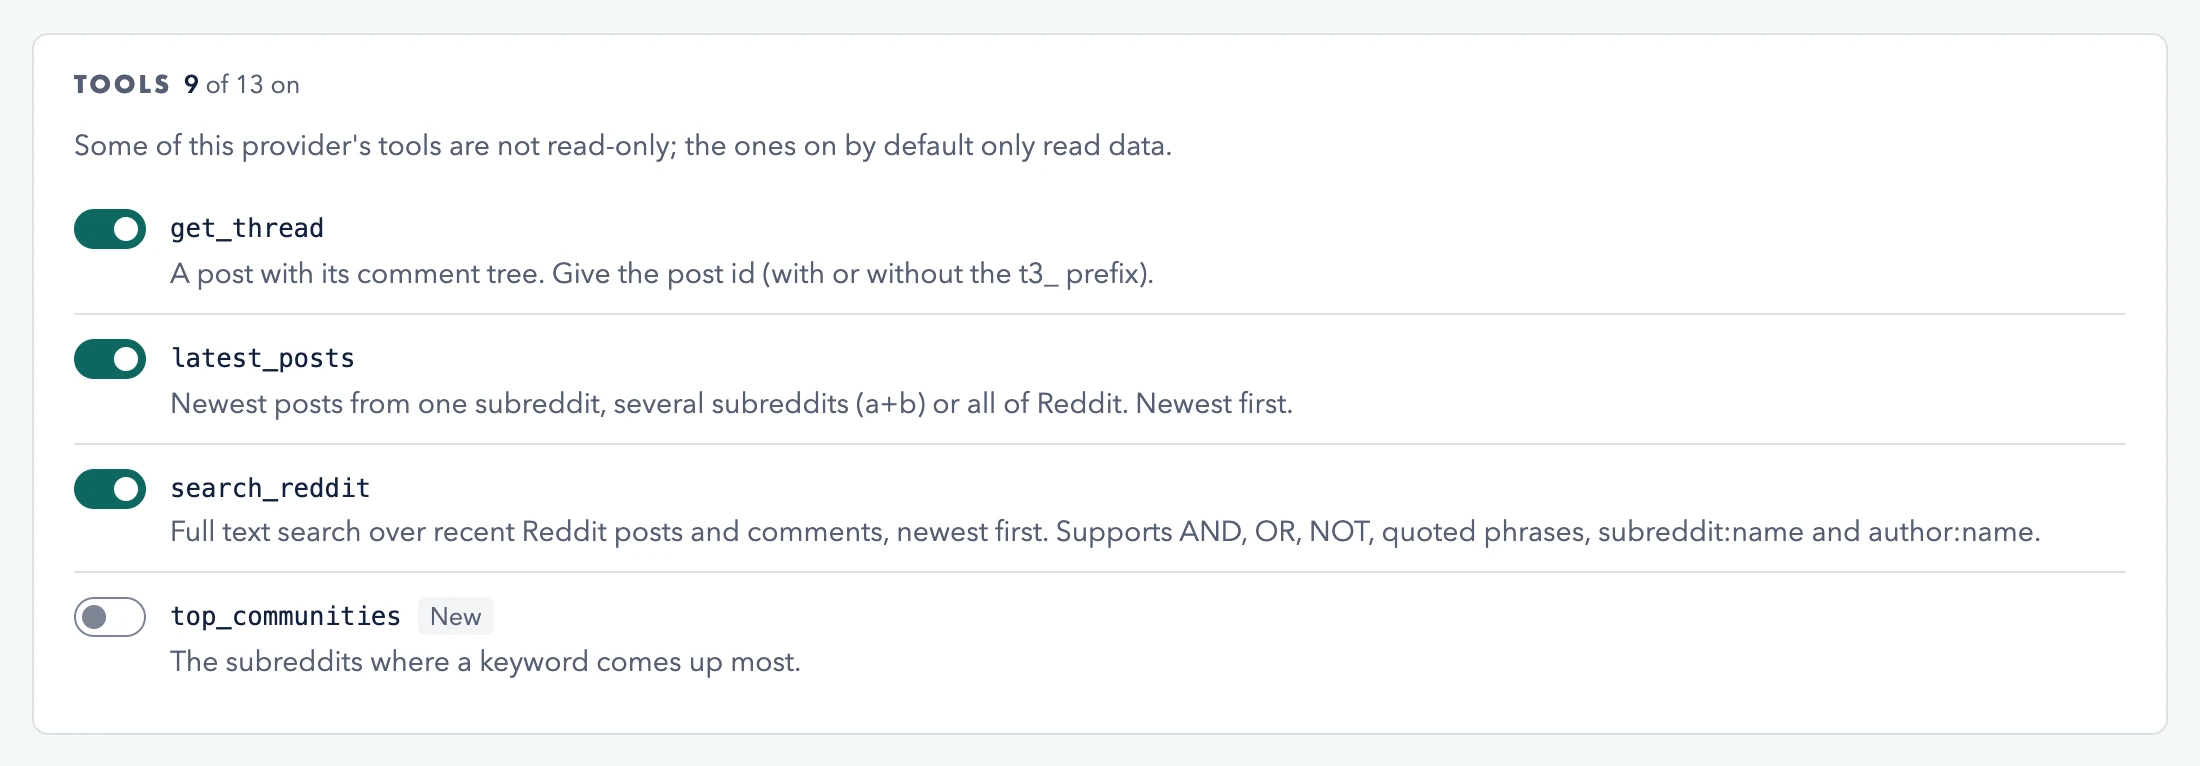 TOOLS 9 of 13 on
Some of this provider's tools are not read-only; the ones on by default only read data.
get_thread
A post with its comment tree. Give the post id (with or without the t3_ prefix).
latest_posts
Newest posts from one subreddit, several subreddits (a+b) or all of Reddit. Newest first.
search_reddit
Full text search over recent Reddit posts and comments, newest first. Supports AND, OR, NOT, quoted phrases, subreddit:name and author:name.
top_communities New
The subreddits where a keyword comes up most.